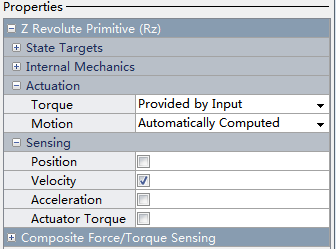 Properties
Z Revolute Primitive (Rz)
State Targets
Internal Mechanics
Actuation
Torque Provided by Input
Motion Automatically Computed
Sensing
Position
Velocity
Acceleration
Actuator Torque
Composite Force/Torque Sensing